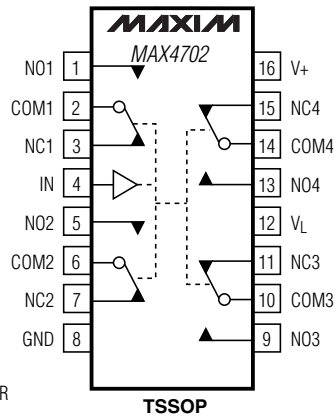 MAXIM
MAX4702
NO1 1
COM1 2
NC1 3
IN 4
NO2 5
COM2 6
NC2 7
GND 8
16 V+
15 NC4
14 COM4
13 NO4
12 VL
11 NC3
10 COM3
9 NO3
R
TSSOP